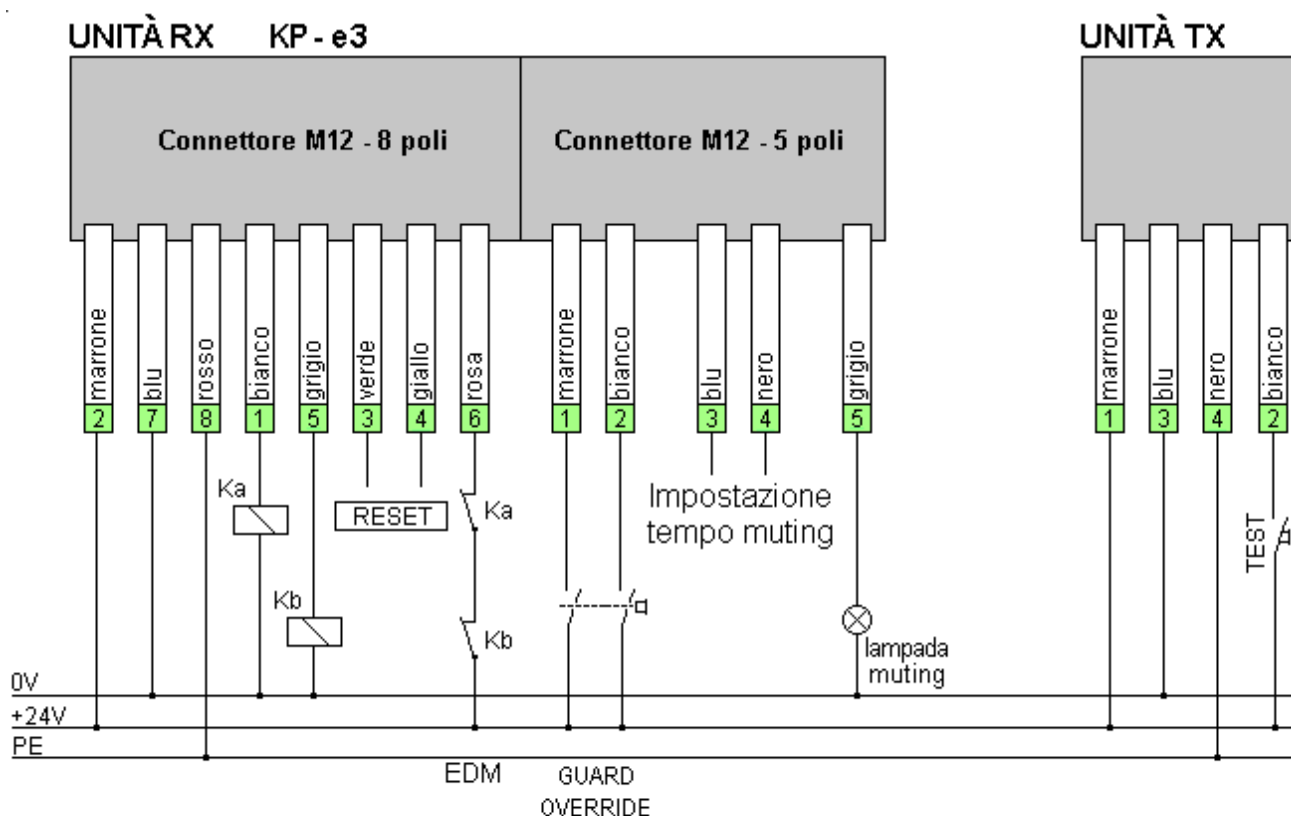 UNITÀ RX KP - e3
UNITÀ TX
Connettore M12 - 8 poli
Connettore M12 - 5 poli
marrone
blu
rosso
bianco
grigio
verde
giallo
rosa
marrone
bianco
blu
nero
grigio
marrone
blu
nero
bianco
2
7
8
1
5
3
4
6
1
2
3
4
5
1
3
4
2
Ka
RESET
Ka
Impostazione
tempo muting
TEST
Kb
Kb
lampada
muting
0V
+24V
PE
EDM
GUARD
OVERRIDE